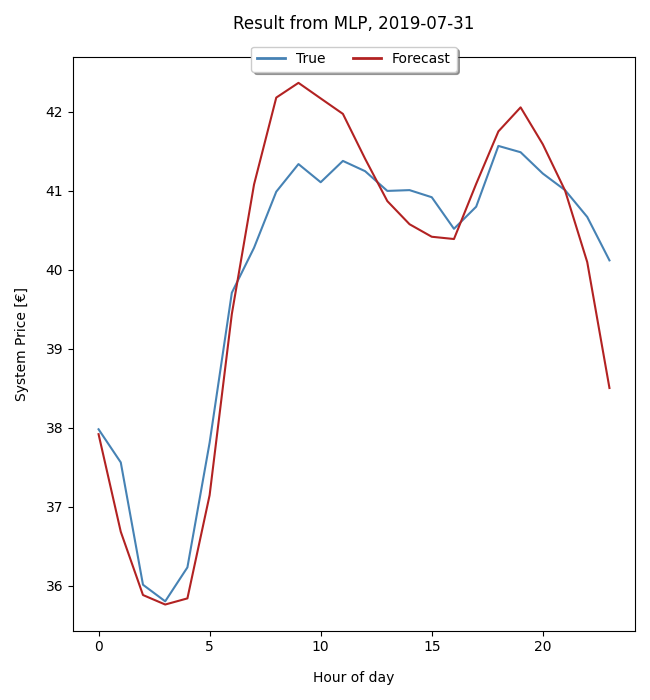 Result from MLP, 2019-07-31
True Forecast
42
41
40
39
38
37
36
System Price [€]
0 5 10 15 20
Hour of day